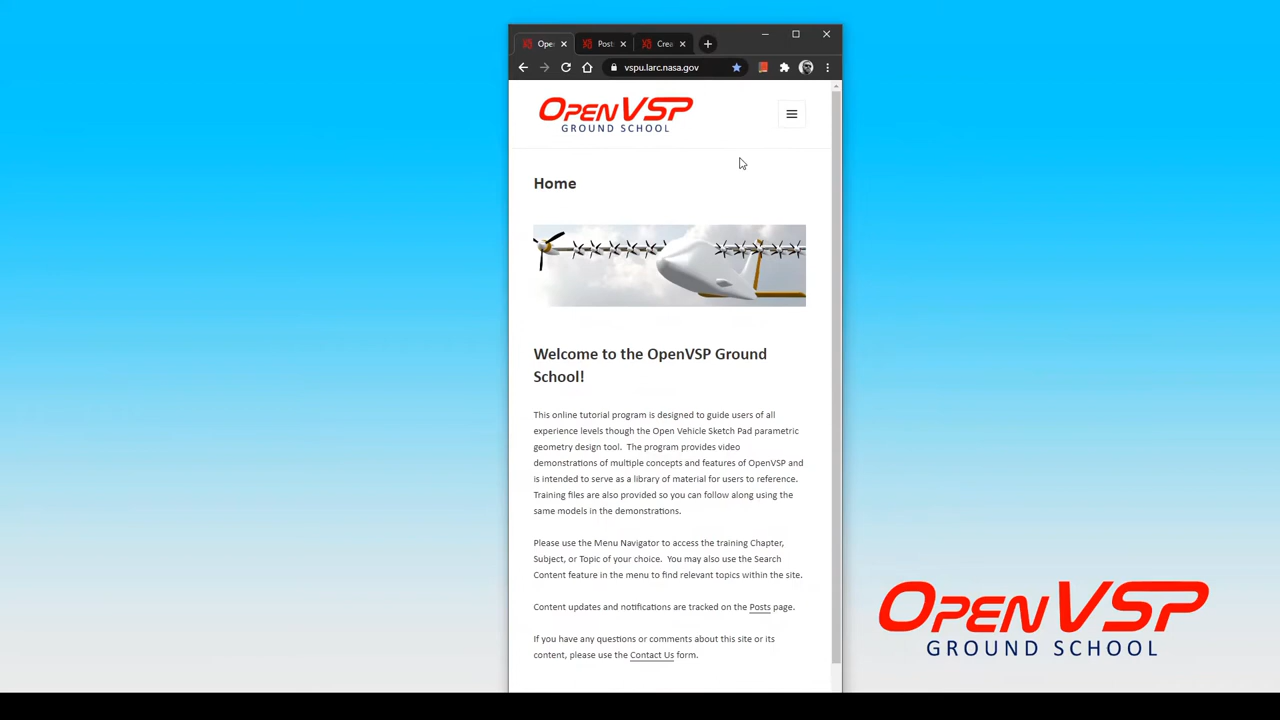 Ope
Post
Crea
vspu.larc.nasa.gov
OPENVSP
GROUND SCHOOL
Home
Welcome to the OpenVSP Ground
School!
This online tutorial program is designed to guide users of all
experience levels though the Open Vehicle Sketch Pad parametric
geometry design tool.  The program provides video
demonstrations of multiple concepts and features of OpenVSP and
is intended to serve as a library of material for users to reference.
Training files are also provided so you can follow along using the
same models in the demonstrations.
Please use the Menu Navigator to access the training Chapter,
Subject, or Topic of your choice.  You may also use the Search
Content feature in the menu to find relevant topics within the site.
Content updates and notifications are tracked on the Posts page.
If you have any questions or comments about this site or its
content, please use the Contact Us form.
OPENVSP
GROUND SCHOOL